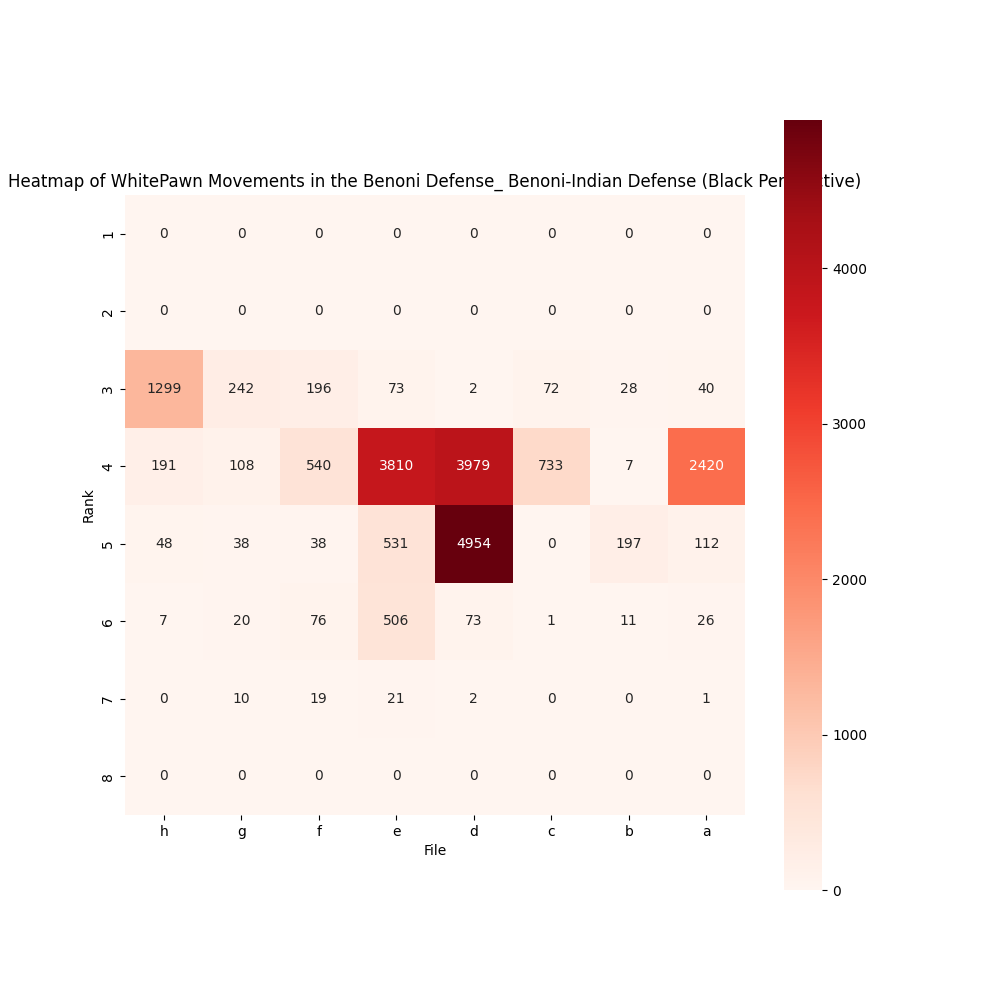 Heatmap of WhitePawn Movements in the Benoni Defense_ Benoni-Indian Defense (Black Per ctive)
1 0 0 0 0 0 0 0 0
2 0 0 0 0 0 0 0 0
3 1299 242 196 73 2 72 28 40
4 191 108 540 3810 3979 733 7 2420
5 48 38 38 531 4954 0 197 112
6 7 20 76 506 73 1 11 26
7 0 10 19 21 2 0 0 1
8 0 0 0 0 0 0 0 0
h g f e d c b a
File
Rank
4000
3000
2000
1000
0